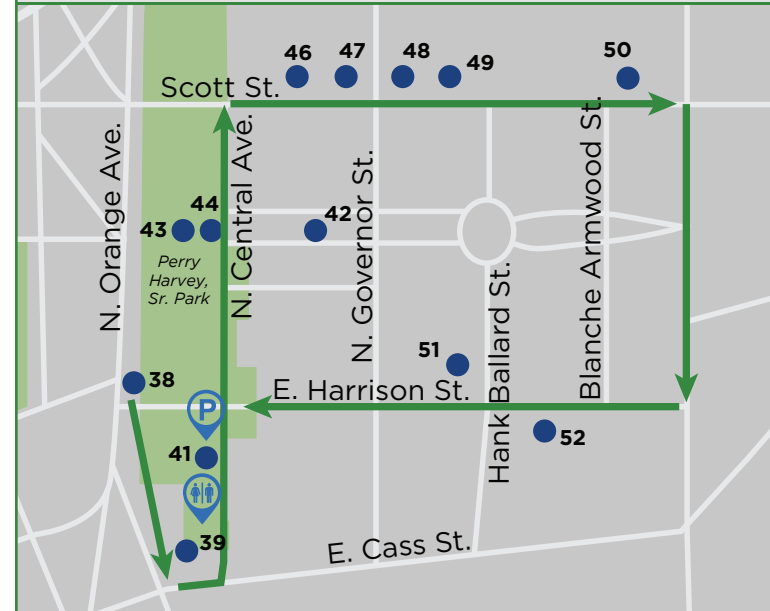 46
47
48
49
50
Scott St.
N. Orange Ave.
N. Central Ave.
N. Governor St.
Blanche Armwood St.
43
44
42
Perry
Harvey,
Sr. Park
Hank Ballard St.
51
38
E. Harrison St.
P
52
41
39
E. Cass St.